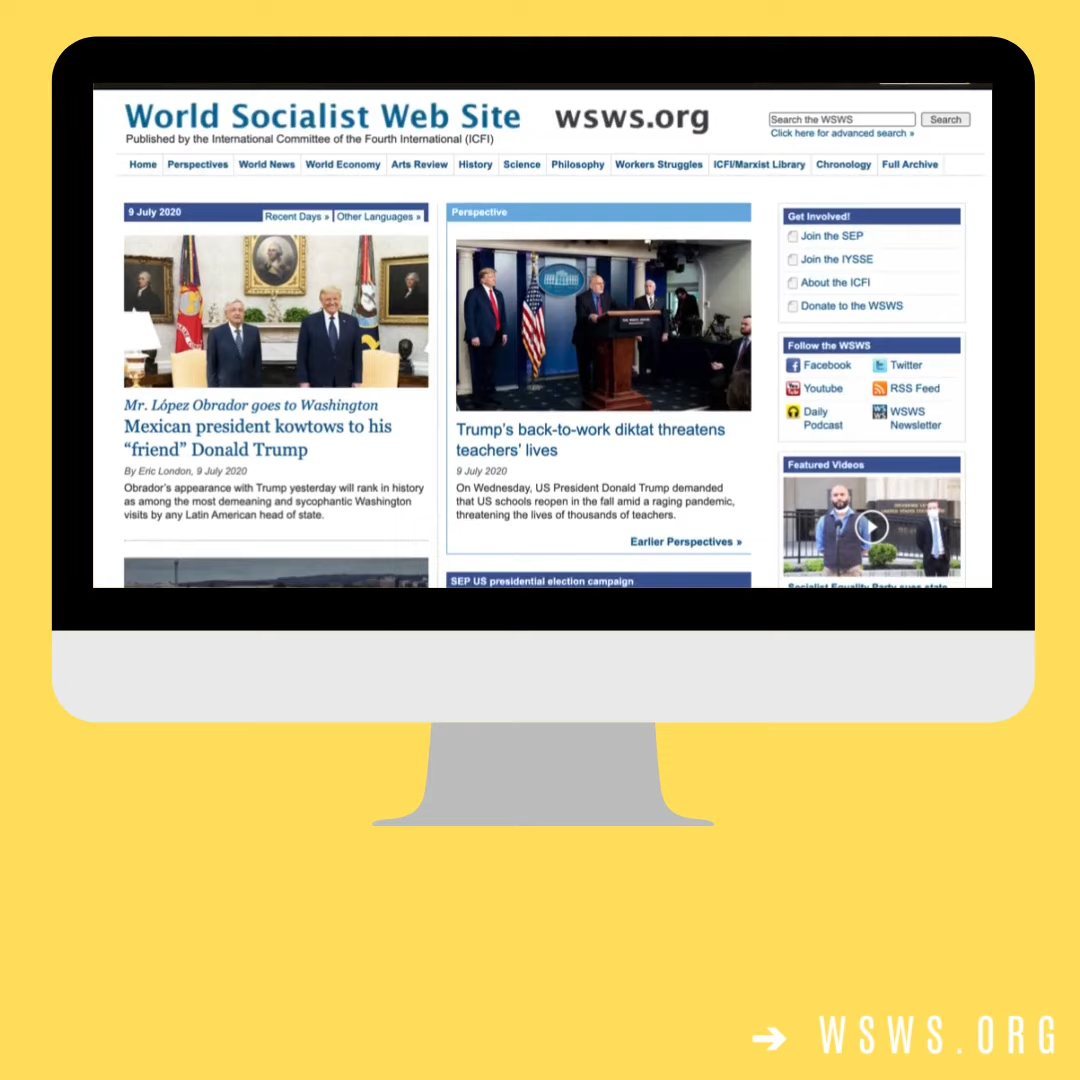 World Socialist Web Site wsws.org
Published by the International Committee of the Fourth International (ICFI)
Search the WSWS Search
Click here for advanced search »
Home Perspectives World News World Economy Arts Review History Science Philosophy Workers Struggles ICFI/Marxist Library Chronology Full Archive
9 July 2020 Recent Days » Other Languages »
Mr. López Obrador goes to Washington
Mexican president kowtows to his
“friend” Donald Trump
By Eric London, 9 July 2020
Obrador’s appearance with Trump yesterday will rank in history
as among the most demeaning and sycophantic Washington
visits by any Latin American head of state.
Perspective
Trump’s back-to-work diktat threatens
teachers’ lives
9 July 2020
On Wednesday, US President Donald Trump demanded
that US schools reopen in the fall amid a raging pandemic,
threatening the lives of thousands of teachers.
Earlier Perspectives »
SEP US presidential election campaign
Get Involved!
Join the SEP
Join the IYSSE
About the ICFI
Donate to the WSWS
Follow the WSWS
Facebook Twitter
Youtube RSS Feed
Daily Podcast WSWS Newsletter
Featured Videos
Socialist Equality Party sues state
➔ WSWS.ORG